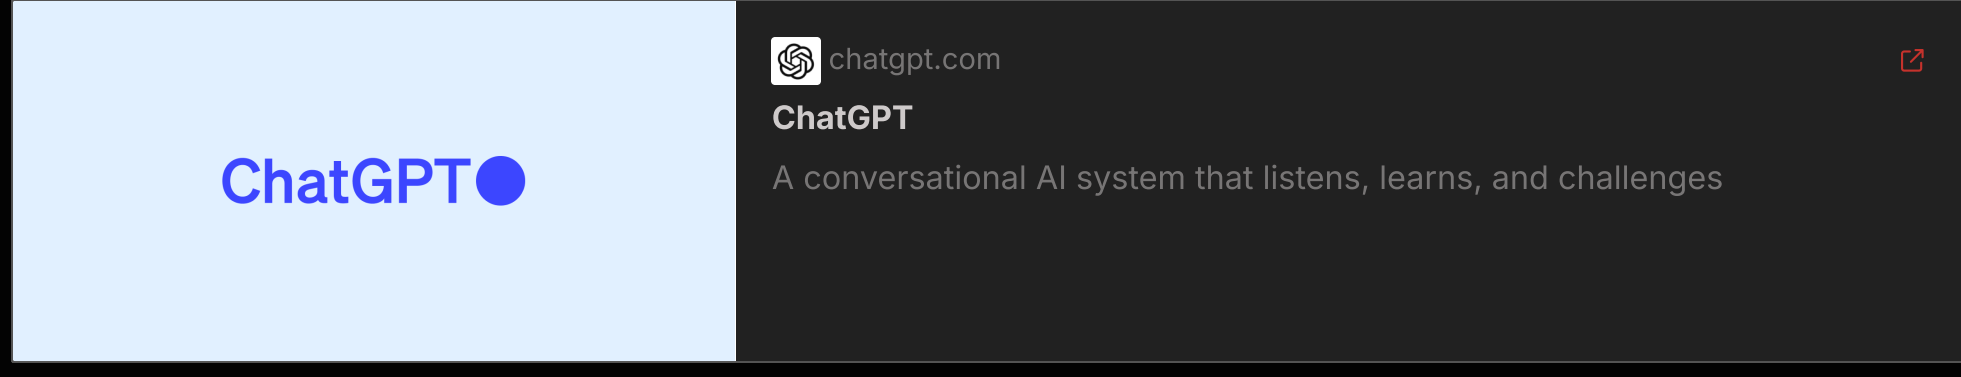 ChatGPT
chatgpt.com
ChatGPT
A conversational AI system that listens, learns, and challenges